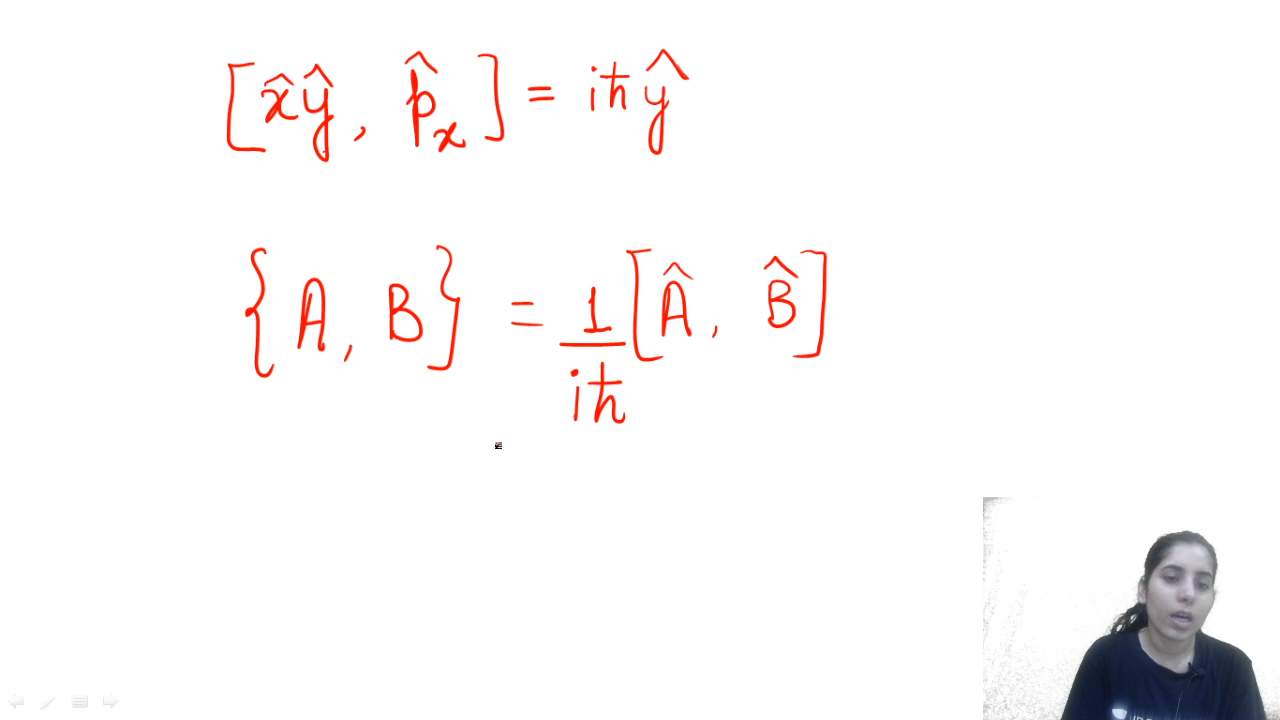 [x̂ŷ, p̂ₓ] = iħŷ
{A, B} = 1/iħ [Â, B̂]